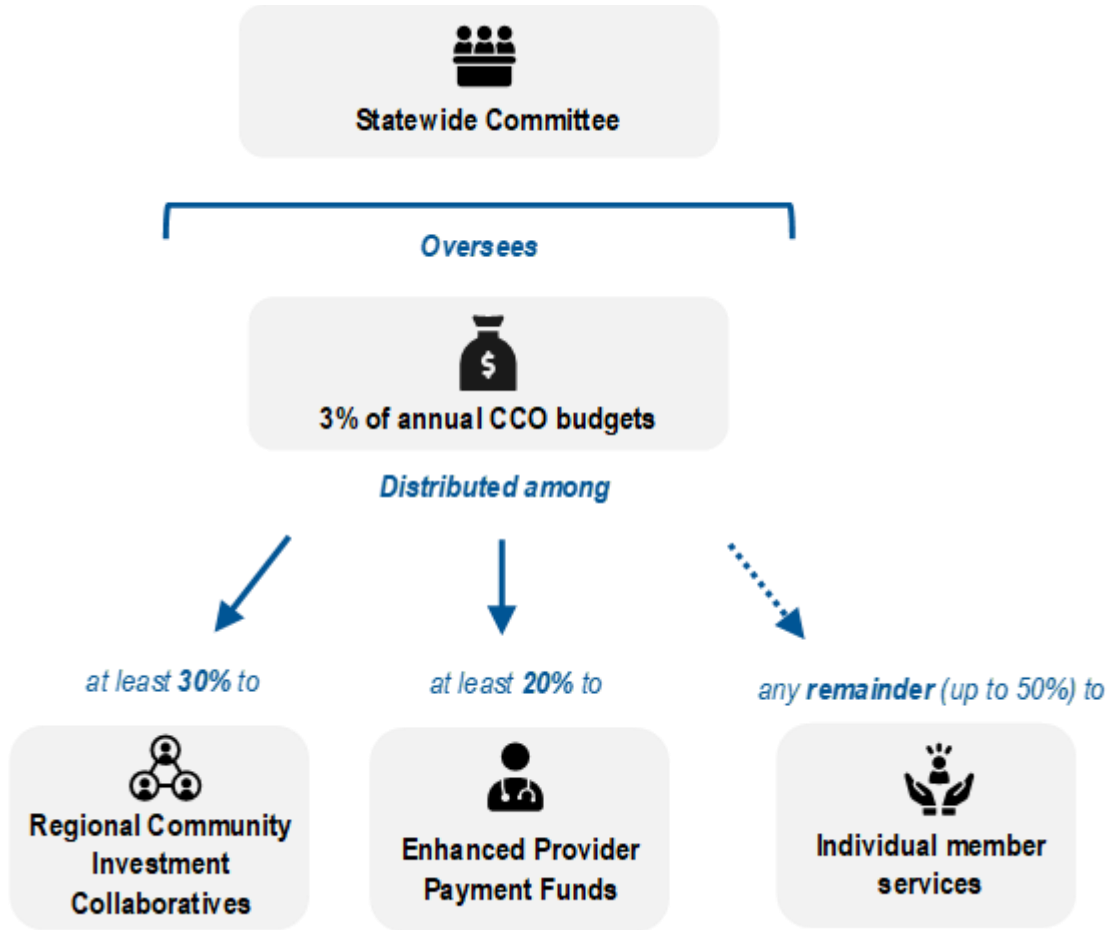 Statewide Committee
Oversees
$
3% of annual CCO budgets
Distributed among
at least 30% to
at least 20% to
any remainder (up to 50%) to
Regional Community
Investment
Collaboratives
Enhanced Provider
Payment Funds
Individual member
services